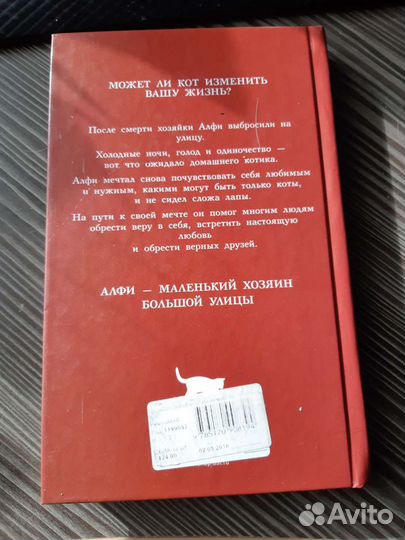 МОЖЕТ ЛИ КОТ ИЗМЕНИТЬ
ВАШУ ЖИЗНЬ?
После смерти хозяйки Алфи выбросили на
улицу.
Холодные ночи, голод и одиночество —
вот что ожидало домашнего котика.
Алфи мечтал снова почувствовать себя любимым
и нужным, какими могут быть только коты,
и не сидел сложа лапы.
На пути к своей мечте он помог многим людям
обрести веру в себя, встретить настоящую
любовь
и обрести верных друзей.
АЛФИ — МАЛЕНЬКИЙ ХОЗЯИН
БОЛЬШОЙ УЛИЦЫ
02.05.2016
Avito